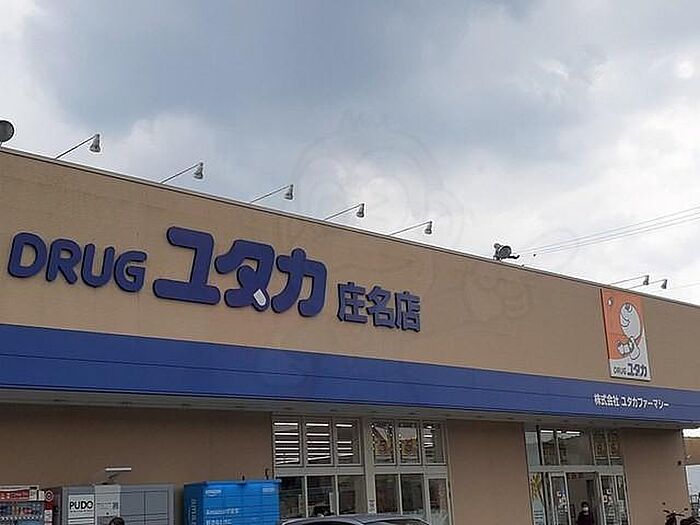 DRUG ユタカ 庄名店
DRUG ユタカ
株式会社 ユタカファーマシー
PUDO
amazon